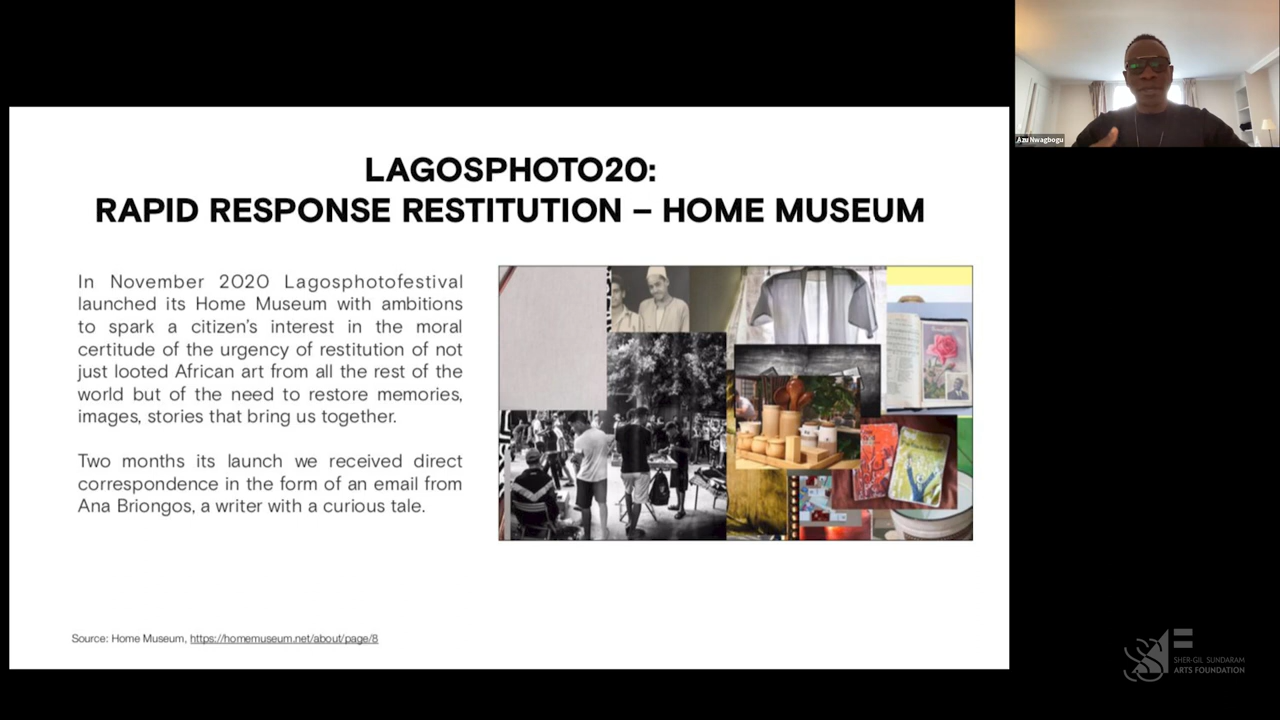 LAGOSPHOTO20:
RAPID RESPONSE RESTITUTION – HOME MUSEUM
In November 2020 Lagosphotofestival
launched its Home Museum with ambitions
to spark a citizen's interest in the moral
certitude of the urgency of restitution of not
just looted African art from all the rest of the
world but of the need to restore memories,
images, stories that bring us together.
Two months its launch we received direct
correspondence in the form of an email from
Ana Briongos, a writer with a curious tale.
Source: Home Museum, https://homemuseum.net/about/page/8
Azu Nwagbogu
SHER-GIL SUNDARAM
ARTS FOUNDATION